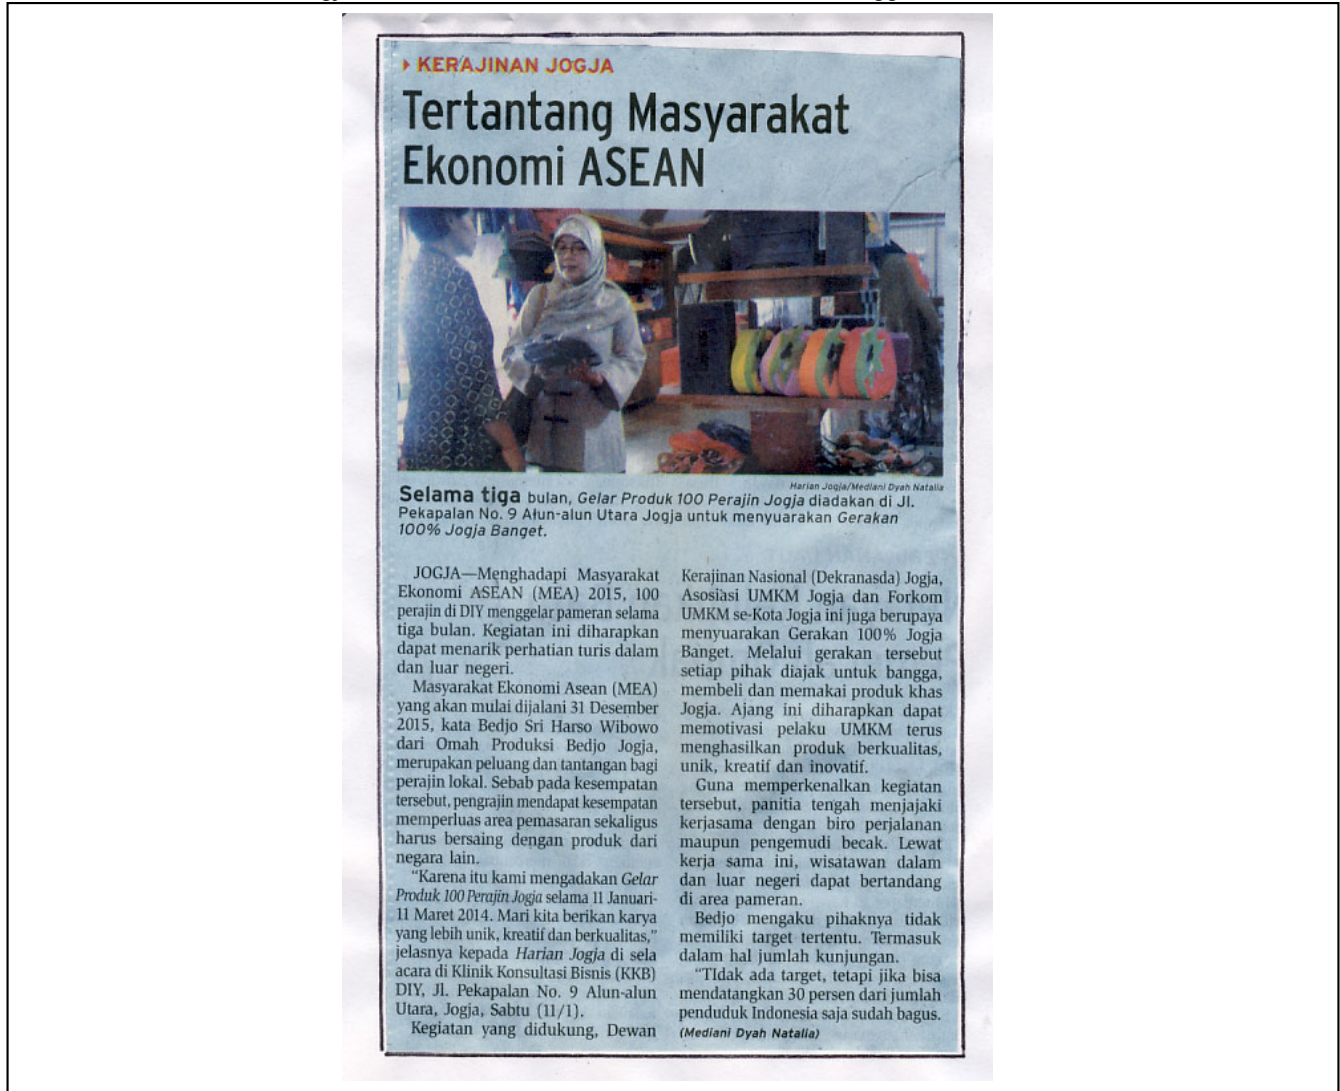 KERAJINAN JOGJA
Tertantang Masyarakat
Ekonomi ASEAN
Harian Jogja/Mediani Dyah Natalia
Selama tiga bulan, Gelar Produk 100 Perajin Jogja diadakan di Jl.
Pekapalan No. 9 Alun-alun Utara Jogja untuk menyuarakan Gerakan
100% Jogja Banget.
JOGJA—Menghadapi Masyarakat
Ekonomi ASEAN (MEA) 2015, 100
perajin di DIY menggelar pameran selama
tiga bulan. Kegiatan ini diharapkan
dapat menarik perhatian turis dalam
dan luar negeri.
Masyarakat Ekonomi Asean (MEA)
yang akan mulai dijalani 31 Desember
2015, kata Bedjo Sri Harso Wibowo
dari Omah Produksi Bedjo Jogja,
merupakan peluang dan tantangan bagi
perajin lokal. Sebab pada kesempatan
tersebut, pengrajin mendapat kesempatan
memperluas area pemasaran sekaligus
harus bersaing dengan produk dari
negara lain.
"Karena itu kami mengadakan Gelar
Produk 100 Perajin Jogja selama 11 Januari-
11 Maret 2014. Mari kita berikan karya
yang lebih unik, kreatif dan berkualitas,"
jelasnya kepada Harian Jogja di sela
acara di Klinik Konsultasi Bisnis (KKB)
DIY, Jl. Pekapalan No. 9 Alun-alun
Utara, Jogja, Sabtu (11/1).
Kegiatan yang didukung, Dewan
Kerajinan Nasional (Dekranasda) Jogja,
Asosiasi UMKM Jogja dan Forkom
UMKM se-Kota Jogja ini juga berupaya
menyuarakan Gerakan 100% Jogja
Banget. Melalui gerakan tersebut
setiap pihak diajak untuk bangga,
membeli dan memakai produk khas
Jogja. Ajang ini diharapkan dapat
memotivasi pelaku UMKM terus
menghasilkan produk berkualitas,
unik, kreatif dan inovatif.
Guna memperkenalkan kegiatan
tersebut, panitia tengah menjajaki
kerjasama dengan biro perjalanan
maupun pengemudi becak. Lewat
kerja sama ini, wisatawan dalam
dan luar negeri dapat bertandang
di area pameran.
Bedjo mengaku pihaknya tidak
memiliki target tertentu. Termasuk
dalam hal jumlah kunjungan.
"TIdak ada target, tetapi jika bisa
mendatangkan 30 persen dari jumlah
penduduk Indonesia saja sudah bagus.
(Mediani Dyah Natalia)